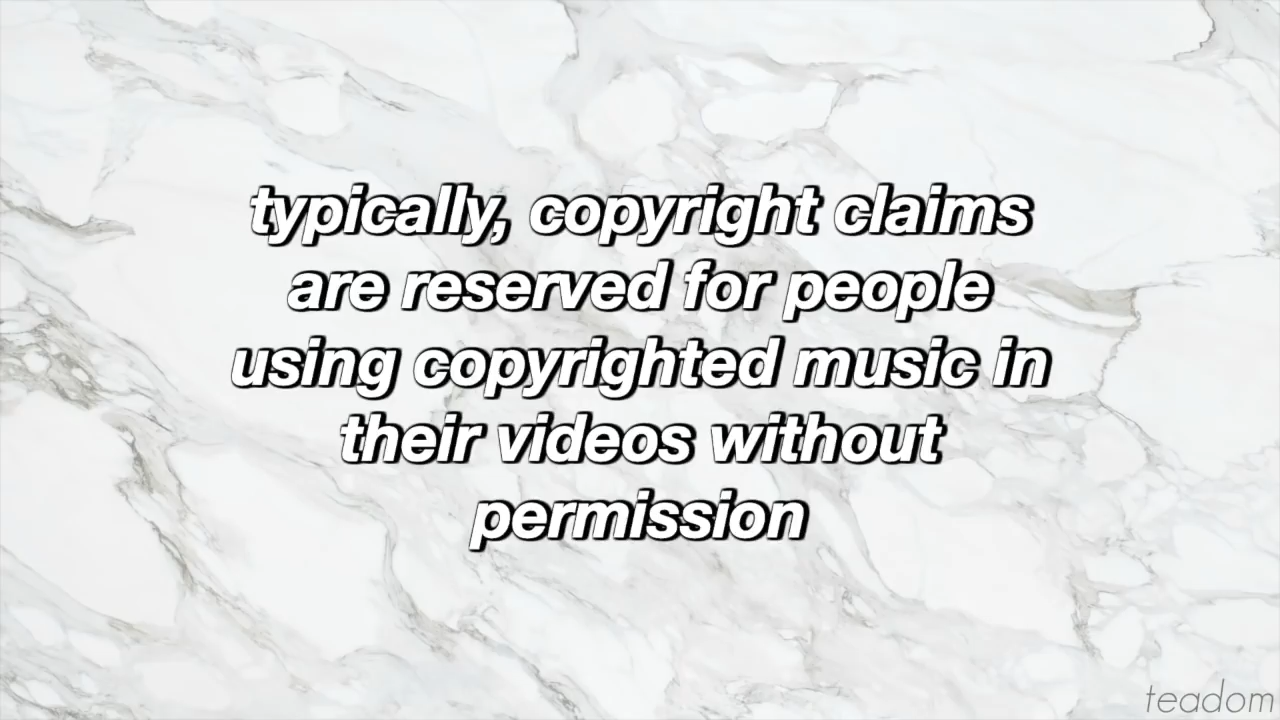 typically, copyright claims
are reserved for people
using copyrighted music in
their videos without
permission
teadom